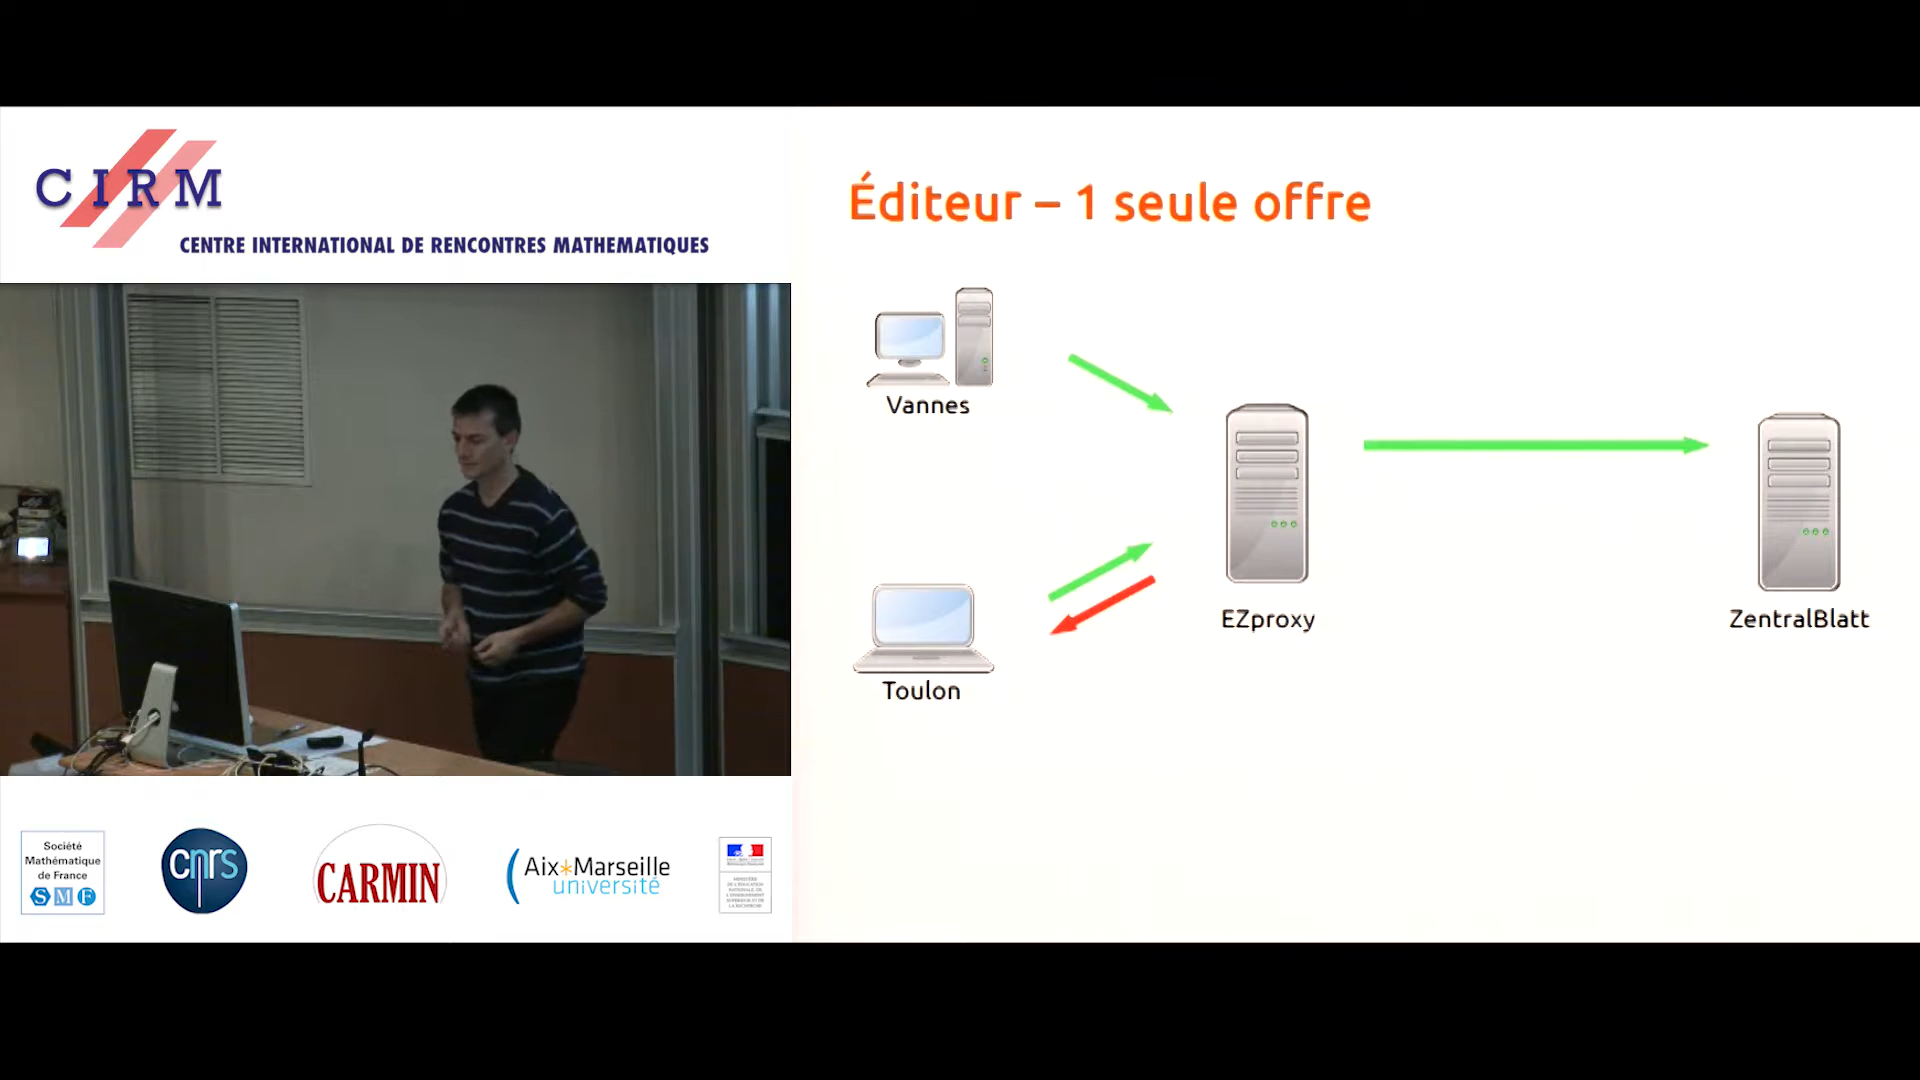 CIRM
CENTRE INTERNATIONAL DE RENCONTRES MATHEMATIQUES
Éditeur – 1 seule offre
Vannes
EZproxy
ZentralBlatt
Toulon
Société
Mathématique
de France
SMF
cnrs
CARMIN
Aix*Marseille
université